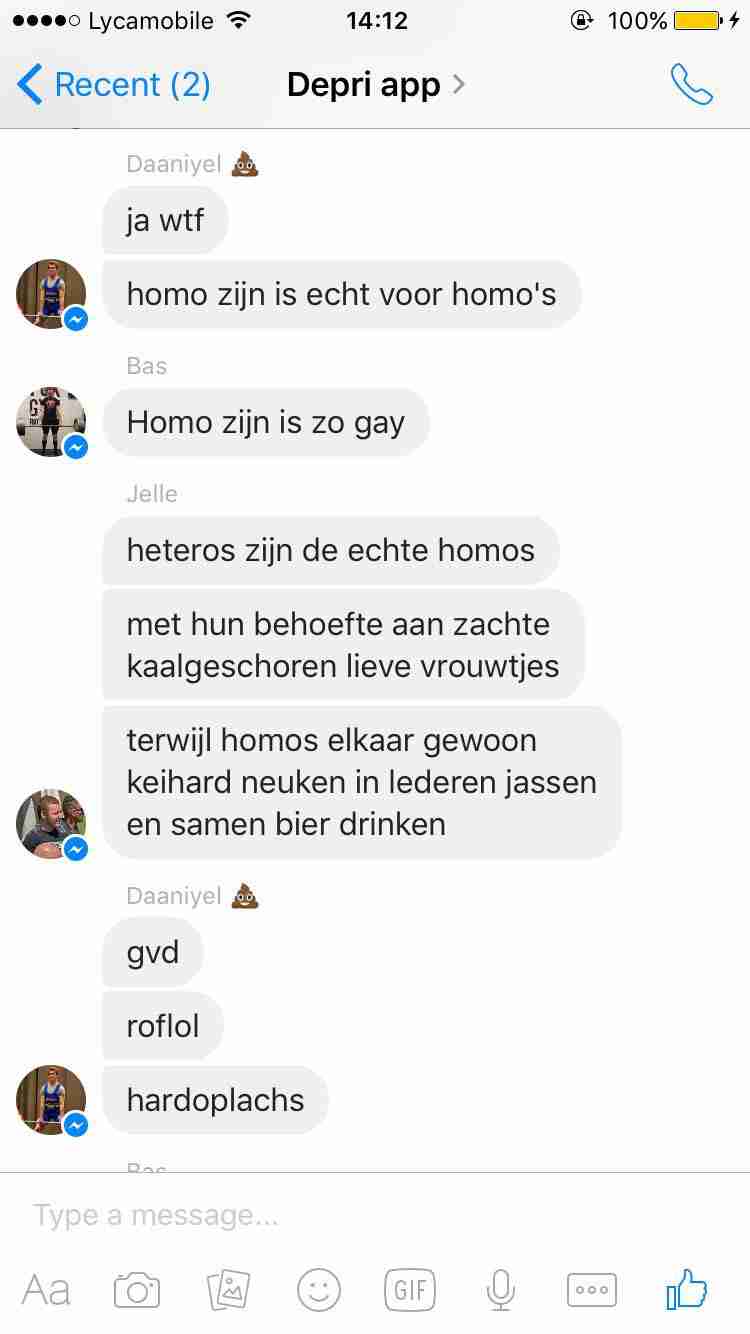 Lycamobile 14:12 100%
Recent (2) Depri app
Daaniyel 💩
ja wtf
homo zijn is echt voor homo's
Bas
Homo zijn is zo gay
Jelle
heteros zijn de echte homos
met hun behoefte aan zachte
kaalgeschoren lieve vrouwtjes
terwijl homos elkaar gewoon
keihard neuken in lederen jassen
en samen bier drinken
Daaniyel 💩
gvd
roflol
hardoplachs
Bas
Type a message...
Aa GIF